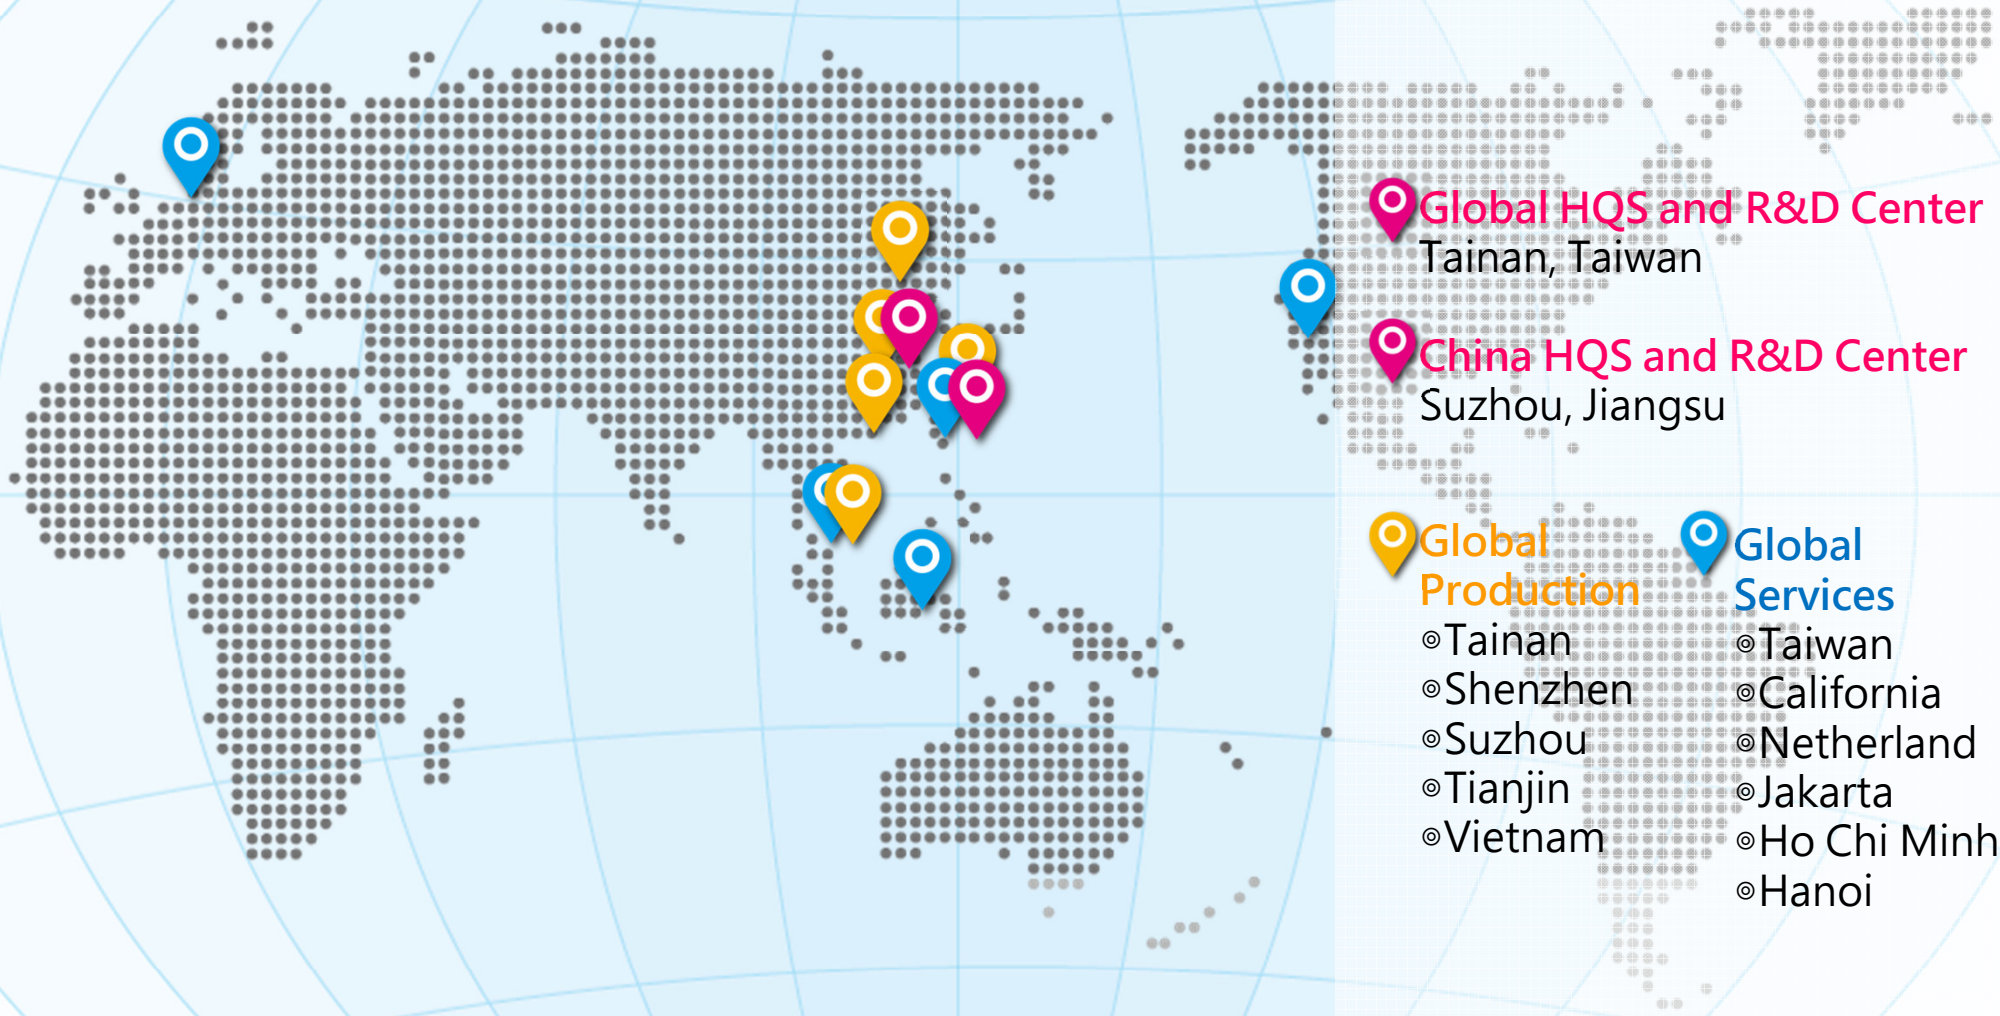 Global HQS and R&D Center
Tainan, Taiwan
China HQS and R&D Center
Suzhou, Jiangsu
Global
Production
◎Tainan
◎Shenzhen
◎Suzhou
◎Tianjin
◎Vietnam
Global
Services
◎Taiwan
◎California
◎Netherland
◎Jakarta
◎Ho Chi Minh
◎Hanoi